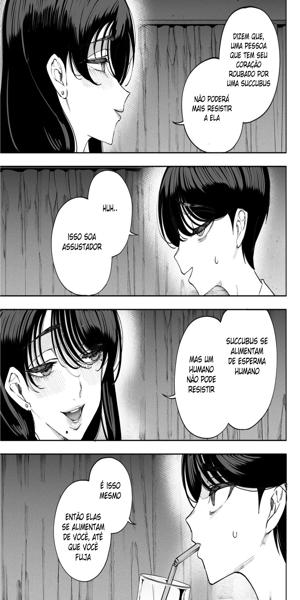 DIZEM QUE,
UMA PESSOA
QUE TEM SEU
CORAÇÃO
ROUBADO POR
UMA SUCCUBUS
NÃO PODERÁ
MAIS RESISTIR
A ELA
HUH..
ISSO SOA
ASSUSTADOR
SUCCUBUS SE
ALIMENTAM
DE ESPERMA
HUMANO
MAS UM
HUMANO
NÃO PODE
RESISTIR
É ISSO
MESMO
ENTÃO ELAS
SE ALIMENTAM
DE VOCÊ, ATÉ
QUE VOCÊ
FUJA